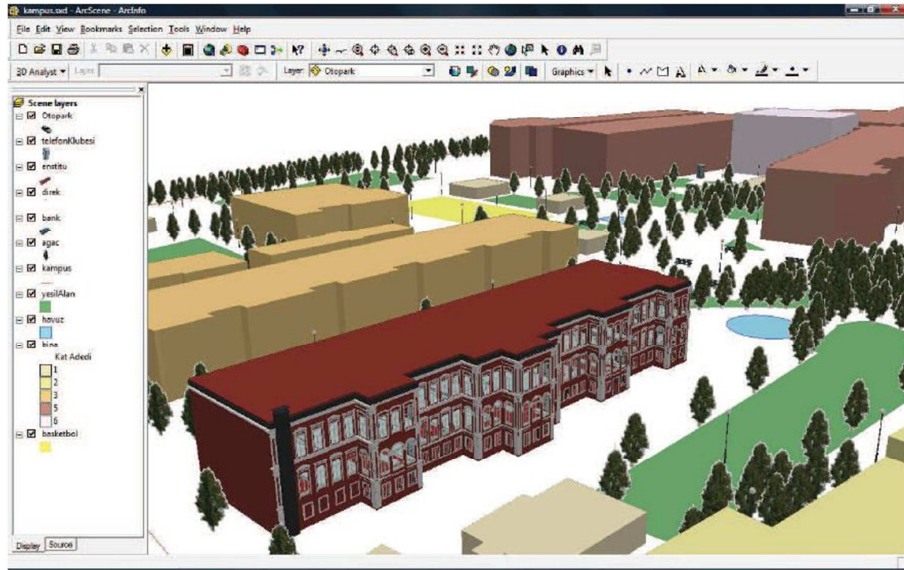 kampus.sxd - ArcScene - ArcInfo
File Edit View Bookmarks Selection Tools Window Help
3D Analyst Layer: Layer: Otopark Graphics
Scene layers
Otopark
telefonKlubesi
enstitu
direk
bank
agac
kampus
yesilAlan
havuz
bina
Kat Adedi
1
2
3
5
6
basketbol
Display Source